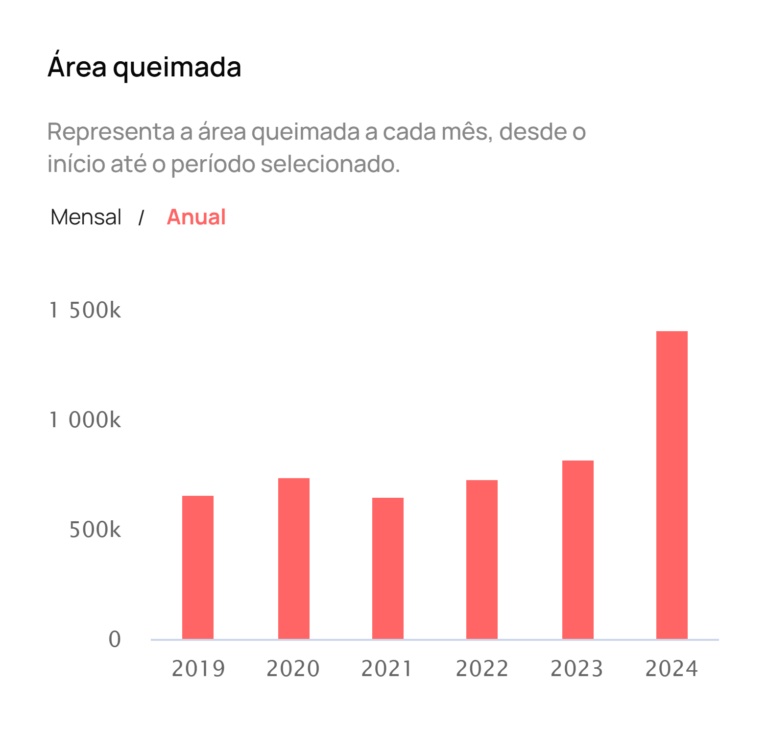 Área queimada
Representa a área queimada a cada mês, desde o
início até o período selecionado.
Mensal / Anual
1 500k
1 000k
500k
0
2019 2020 2021 2022 2023 2024